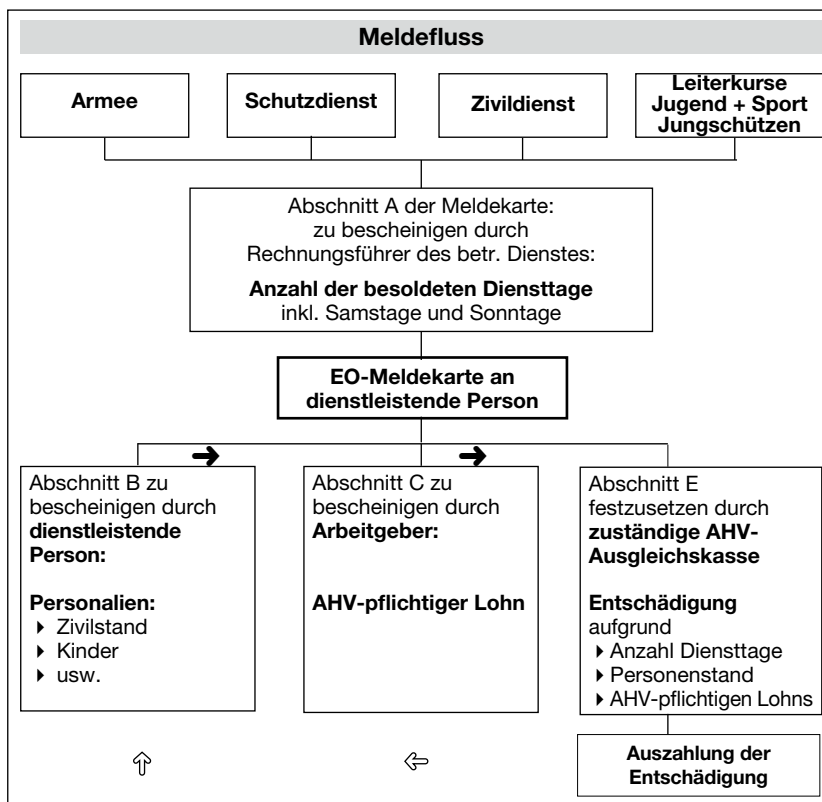 Meldefluss
Armee
Schutzdienst
Zivildienst
Leiterkurse
Jugend + Sport
Jungschützen
Abschnitt A der Meldekarte:
zu bescheinigen durch
Rechnungsführer des betr. Dienstes:
Anzahl der besoldeten Diensttage
inkl. Samstage und Sonntage
EO-Meldekarte an
dienstleistende Person
Abschnitt B zu
bescheinigen durch
dienstleistende
Person:
Personalien:
Zivilstand
Kinder
usw.
Abschnitt C zu
bescheinigen durch
Arbeitgeber:
AHV-pflichtiger Lohn
Abschnitt E
festzusetzen durch
zuständige AHV-
Ausgleichskasse
Entschädigung
aufgrund
Anzahl Diensttage
Personenstand
AHV-pflichtigen Lohns
Auszahlung der
Entschädigung